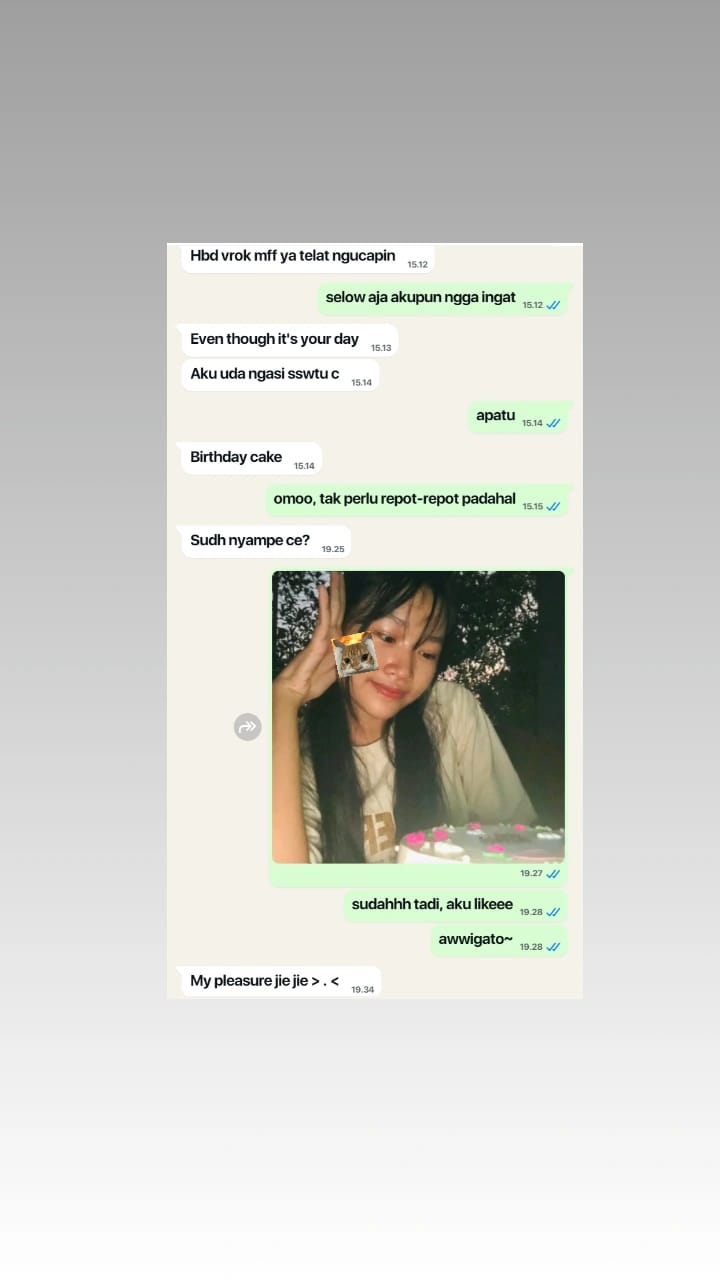 Hbd vrok mff ya telat ngucapin 15.12
selow aja akupun ngga ingat 15.12
Even though it's your day 15.13
Aku uda ngasi sswtu c 15.14
apatu 15.14
Birthday cake 15.14
omoo, tak perlu repot-repot padahal 15.15
Sudh nyampe ce? 19.25
19.27
sudahhh tadi, aku likeee 19.28
awwigato~ 19.28
My pleasure jie jie > . < 19.34